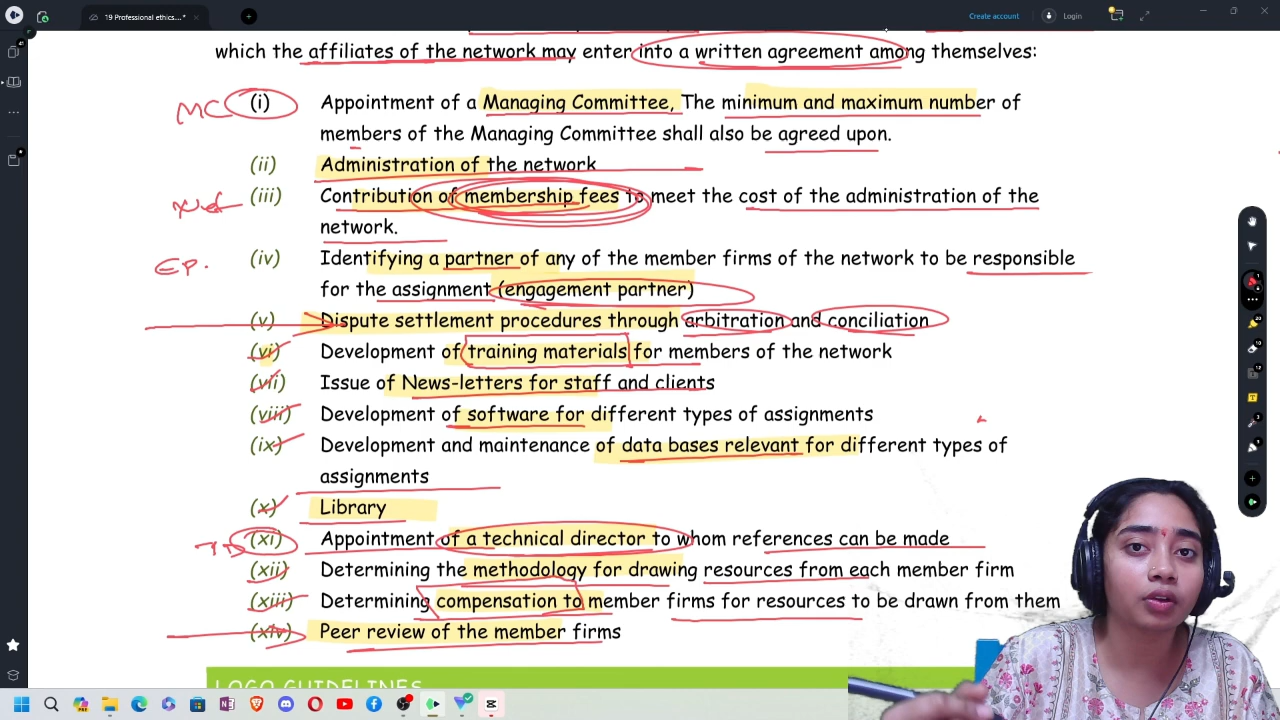 19 Professional ethics....*
Create account
Login
which the affiliates of the network may enter into a written agreement among themselves:
MC (i) Appointment of a Managing Committee, The minimum and maximum number of
members of the Managing Committee shall also be agreed upon.
(ii) Administration of the network
(iii) Contribution of membership fees to meet the cost of the administration of the
network.
EP. (iv) Identifying a partner of any of the member firms of the network to be responsible
for the assignment (engagement partner)
(v) Dispute settlement procedures through arbitration and conciliation
(vi) Development of training materials for members of the network
(vii) Issue of News-letters for staff and clients
(viii) Development of software for different types of assignments
(ix) Development and maintenance of data bases relevant for different types of
assignments
(x) Library
TD (xi) Appointment of a technical director to whom references can be made
(xii) Determining the methodology for drawing resources from each member firm
(xiii) Determining compensation to member firms for resources to be drawn from them
(xiv) Peer review of the member firms
LOGO GUIDELINES